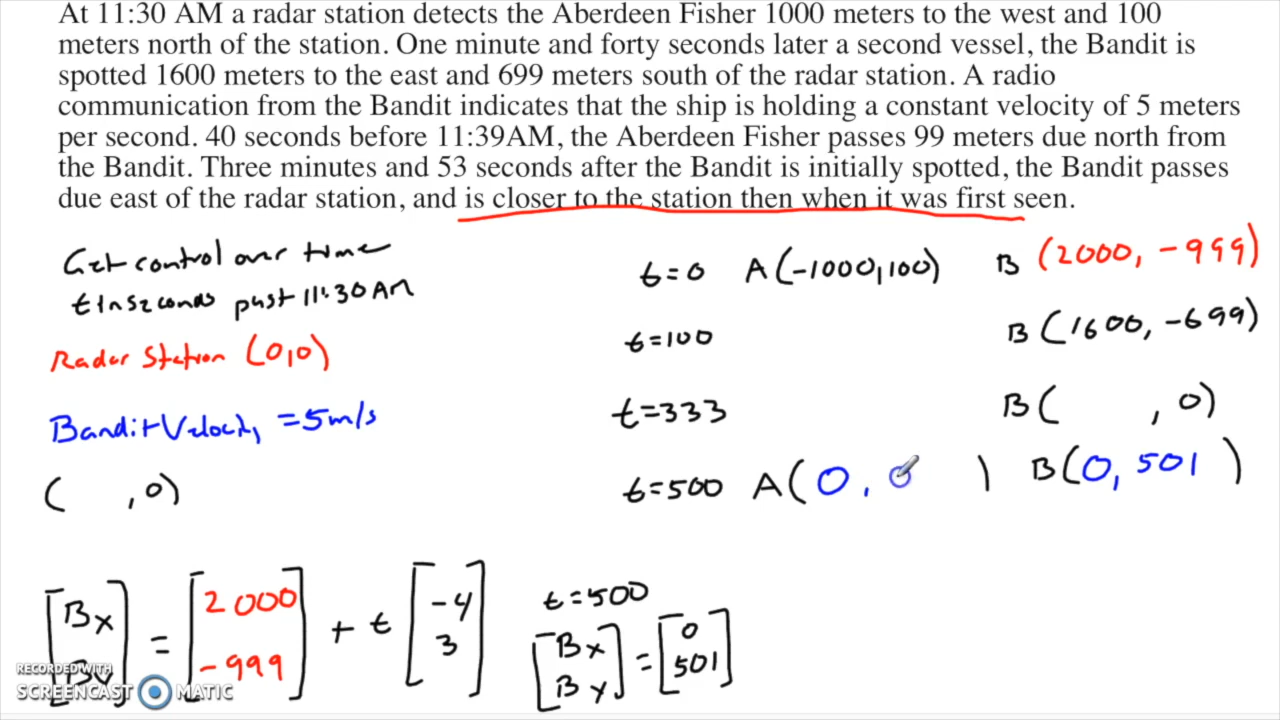 At 11:30 AM a radar station detects the Aberdeen Fisher 1000 meters to the west and 100
meters north of the station. One minute and forty seconds later a second vessel, the Bandit is
spotted 1600 meters to the east and 699 meters south of the radar station. A radio
communication from the Bandit indicates that the ship is holding a constant velocity of 5 meters
per second. 40 seconds before 11:39AM, the Aberdeen Fisher passes 99 meters due north from
the Bandit. Three minutes and 53 seconds after the Bandit is initially spotted, the Bandit passes
due east of the radar station, and is closer to the station then when it was first seen.
Get control over time
t in seconds past 11:30 AM
Radar Station (0,0)
Bandit Velocity = 5m/s
( ,0)
t=0 A(-1000,100) B (2000, -999)
t=100 B(1600, -699)
t=333 B( , 0)
t=500 A(0, ) B(0, 501)
[Bx By] = [2000 -999] + t [-4 3]
t=500
[Bx By] = [0 501]
RECORDED WITH
SCREENCAST MATIC